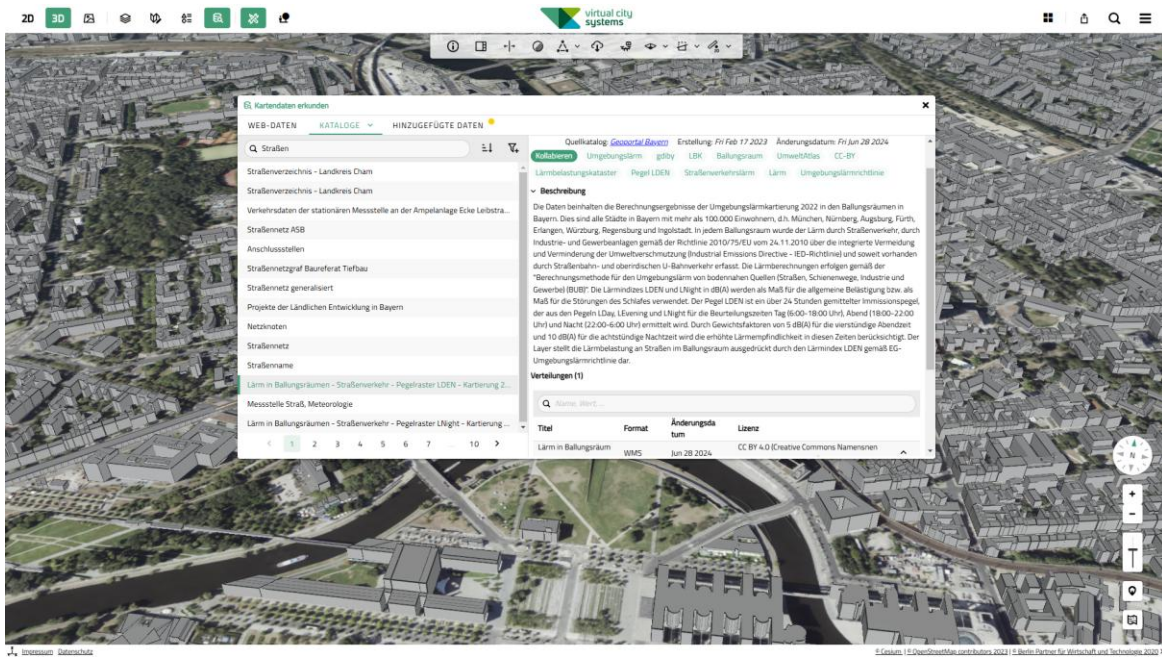 2D 3D
virtual city
systems
Kartendaten erkunden
WEB-DATEN KATALOGE HINZUGEFÜGTE DATEN
Straßen
Straßenverzeichnis - Landkreis Cham
Straßenverzeichnis - Landkreis Cham
Verkehrsdaten der stationären Messstelle an der Ampelanlage Ecke Leibstra...
Straßennetz ASB
Anschlussstellen
Straßennetzgraf Baureferat Tiefbau
Straßennetz generalisiert
Projekte der Ländlichen Entwicklung in Bayern
Netzknoten
Straßennetz
Straßenname
Lärm in Ballungsräumen - Straßenverkehr - Pegelraster LDEN - Kartierung 2...
Messstelle Straß, Meteorologie
Lärm in Ballungsräumen - Straßenverkehr - Pegelraster LNight - Kartierung ...
1 2 3 4 5 6 7 ... 10
Quellkatalog: Geoportal Bayern Erstellung: Fri Feb 17 2023 Änderungsdatum: Fri Jun 28 2024
Kollabieren Umgebungslärm gdiby LBK Ballungsraum UmweltAtlas CC-BY
Lärmbelastungskataster Pegel LDEN Straßenverkehrslärm Lärm Umgebungslärmrichtlinie
Beschreibung
Die Daten beinhalten die Berechnungsergebnisse der Umgebungslärmkartierung 2022 in den Ballungsräumen in
Bayern. Dies sind alle Städte in Bayern mit mehr als 100.000 Einwohnern, d.h. München, Nürnberg, Augsburg, Fürth,
Erlangen, Würzburg, Regensburg und Ingolstadt. In jedem Ballungsraum wurde der Lärm durch Straßenverkehr, durch
Industrie- und Gewerbeanlagen gemäß der Richtlinie 2010/75/EU vom 24.11.2010 über die integrierte Vermeidung
und Verminderung der Umweltverschmutzung (Industrial Emissions Directive - IED-Richtlinie) und soweit vorhanden
durch Straßenbahn- und oberirdischen U-Bahnverkehr erfasst. Die Lärmberechnungen erfolgen gemäß der
"Berechnungsmethode für den Umgebungslärm von bodennahen Quellen (Straßen, Schienenwege, Industrie und
Gewerbe) (BUB)". Die Lärmindizes LDEN und LNight in dB(A) werden als Maß für die allgemeine Belästigung bzw. als
Maß für die Störungen des Schlafes verwendet. Der Pegel LDEN ist ein über 24 Stunden gemittelter Immissionspegel,
der aus den Pegeln LDay, LEvening und LNight für die Beurteilungszeiten Tag (6:00-18:00 Uhr), Abend (18:00-22:00
Uhr) und Nacht (22:00-6:00 Uhr) ermittelt wird. Durch Gewichtsfaktoren von 5 dB(A) für die vierstündige Abendzeit
und 10 dB(A) für die achtstündige Nachtzeit wird die erhöhte Lärmempfindlichkeit in diesen Zeiten berücksichtigt. Der
Layer stellt die Lärmbelastung an Straßen im Ballungsraum ausgedrückt durch den Lärmindex LDEN gemäß EG-
Umgebungslärmrichtlinie dar.
Verteilungen (1)
Name, Wert ...
Titel Format Änderungsda
tum Lizenz
Lärm in Ballungsräum WMS Jun 28 2024 CC BY 4.0 (Creative Commons Namensnen
N
Impressum Datenschutz
© Cesium | © OpenStreetMap contributors 2023 | © Berlin Partner für Wirtschaft und Technologie 2020